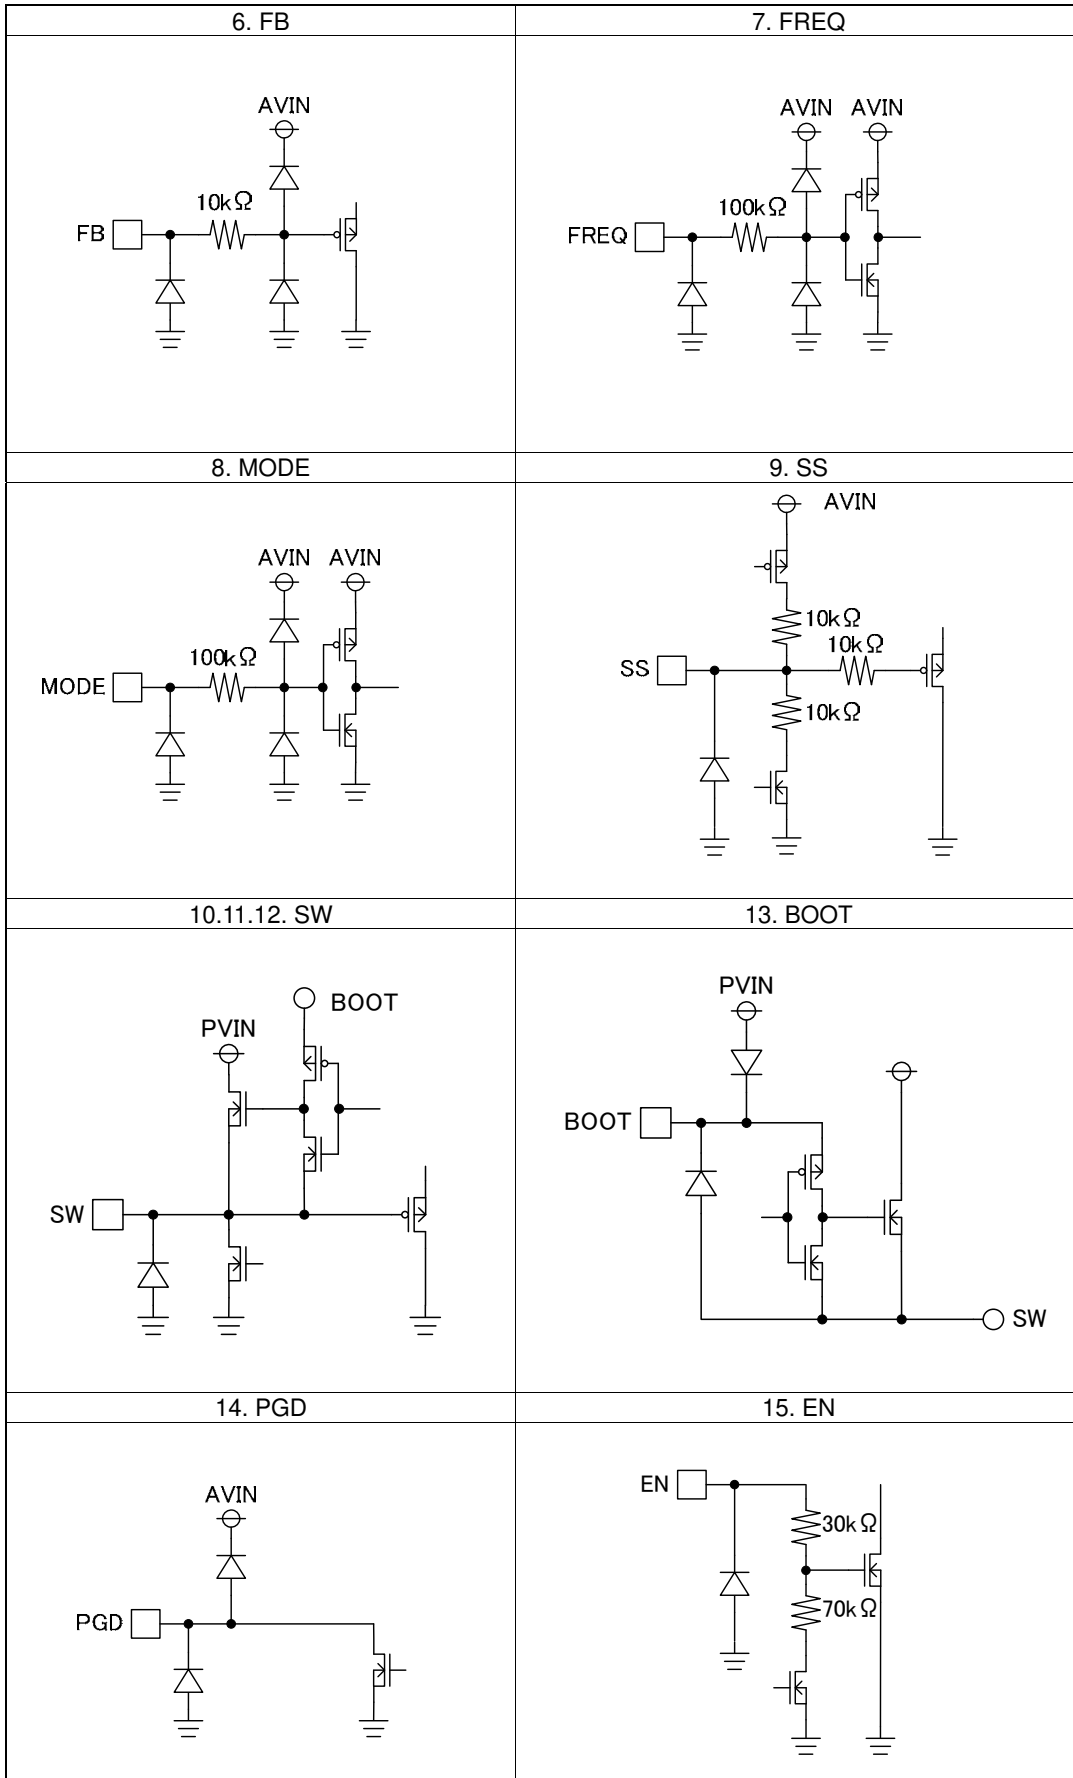 6. FB
7. FREQ
AVIN
10kΩ
FB
AVIN AVIN
100kΩ
FREQ
8. MODE
9. SS
AVIN AVIN
100kΩ
MODE
AVIN
10kΩ
10kΩ
SS
10kΩ
10.11.12. SW
13. BOOT
BOOT
PVIN
SW
PVIN
BOOT
SW
14. PGD
15. EN
AVIN
PGD
EN
30kΩ
70kΩ